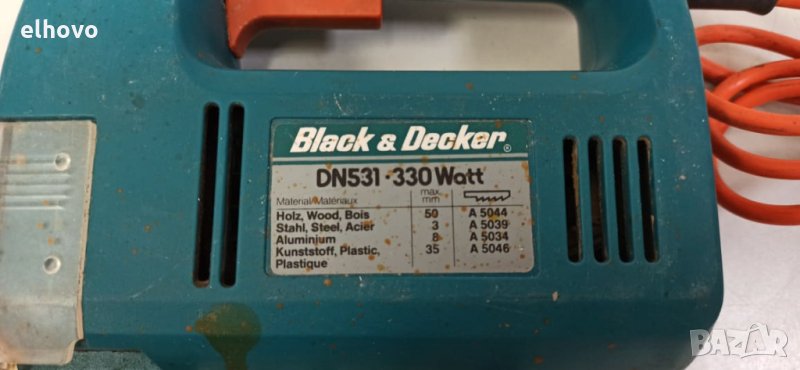 elhovo
Black & Decker®
DN531·330 Watt
Material/Matériaux max. mm
Holz, Wood, Bois 50 A 5044
Stahl, Steel, Acier 3 A 5039
Aluminium 8 A 5034
Kunststoff, Plastic, 35 A 5046
Plastique
BAZAR